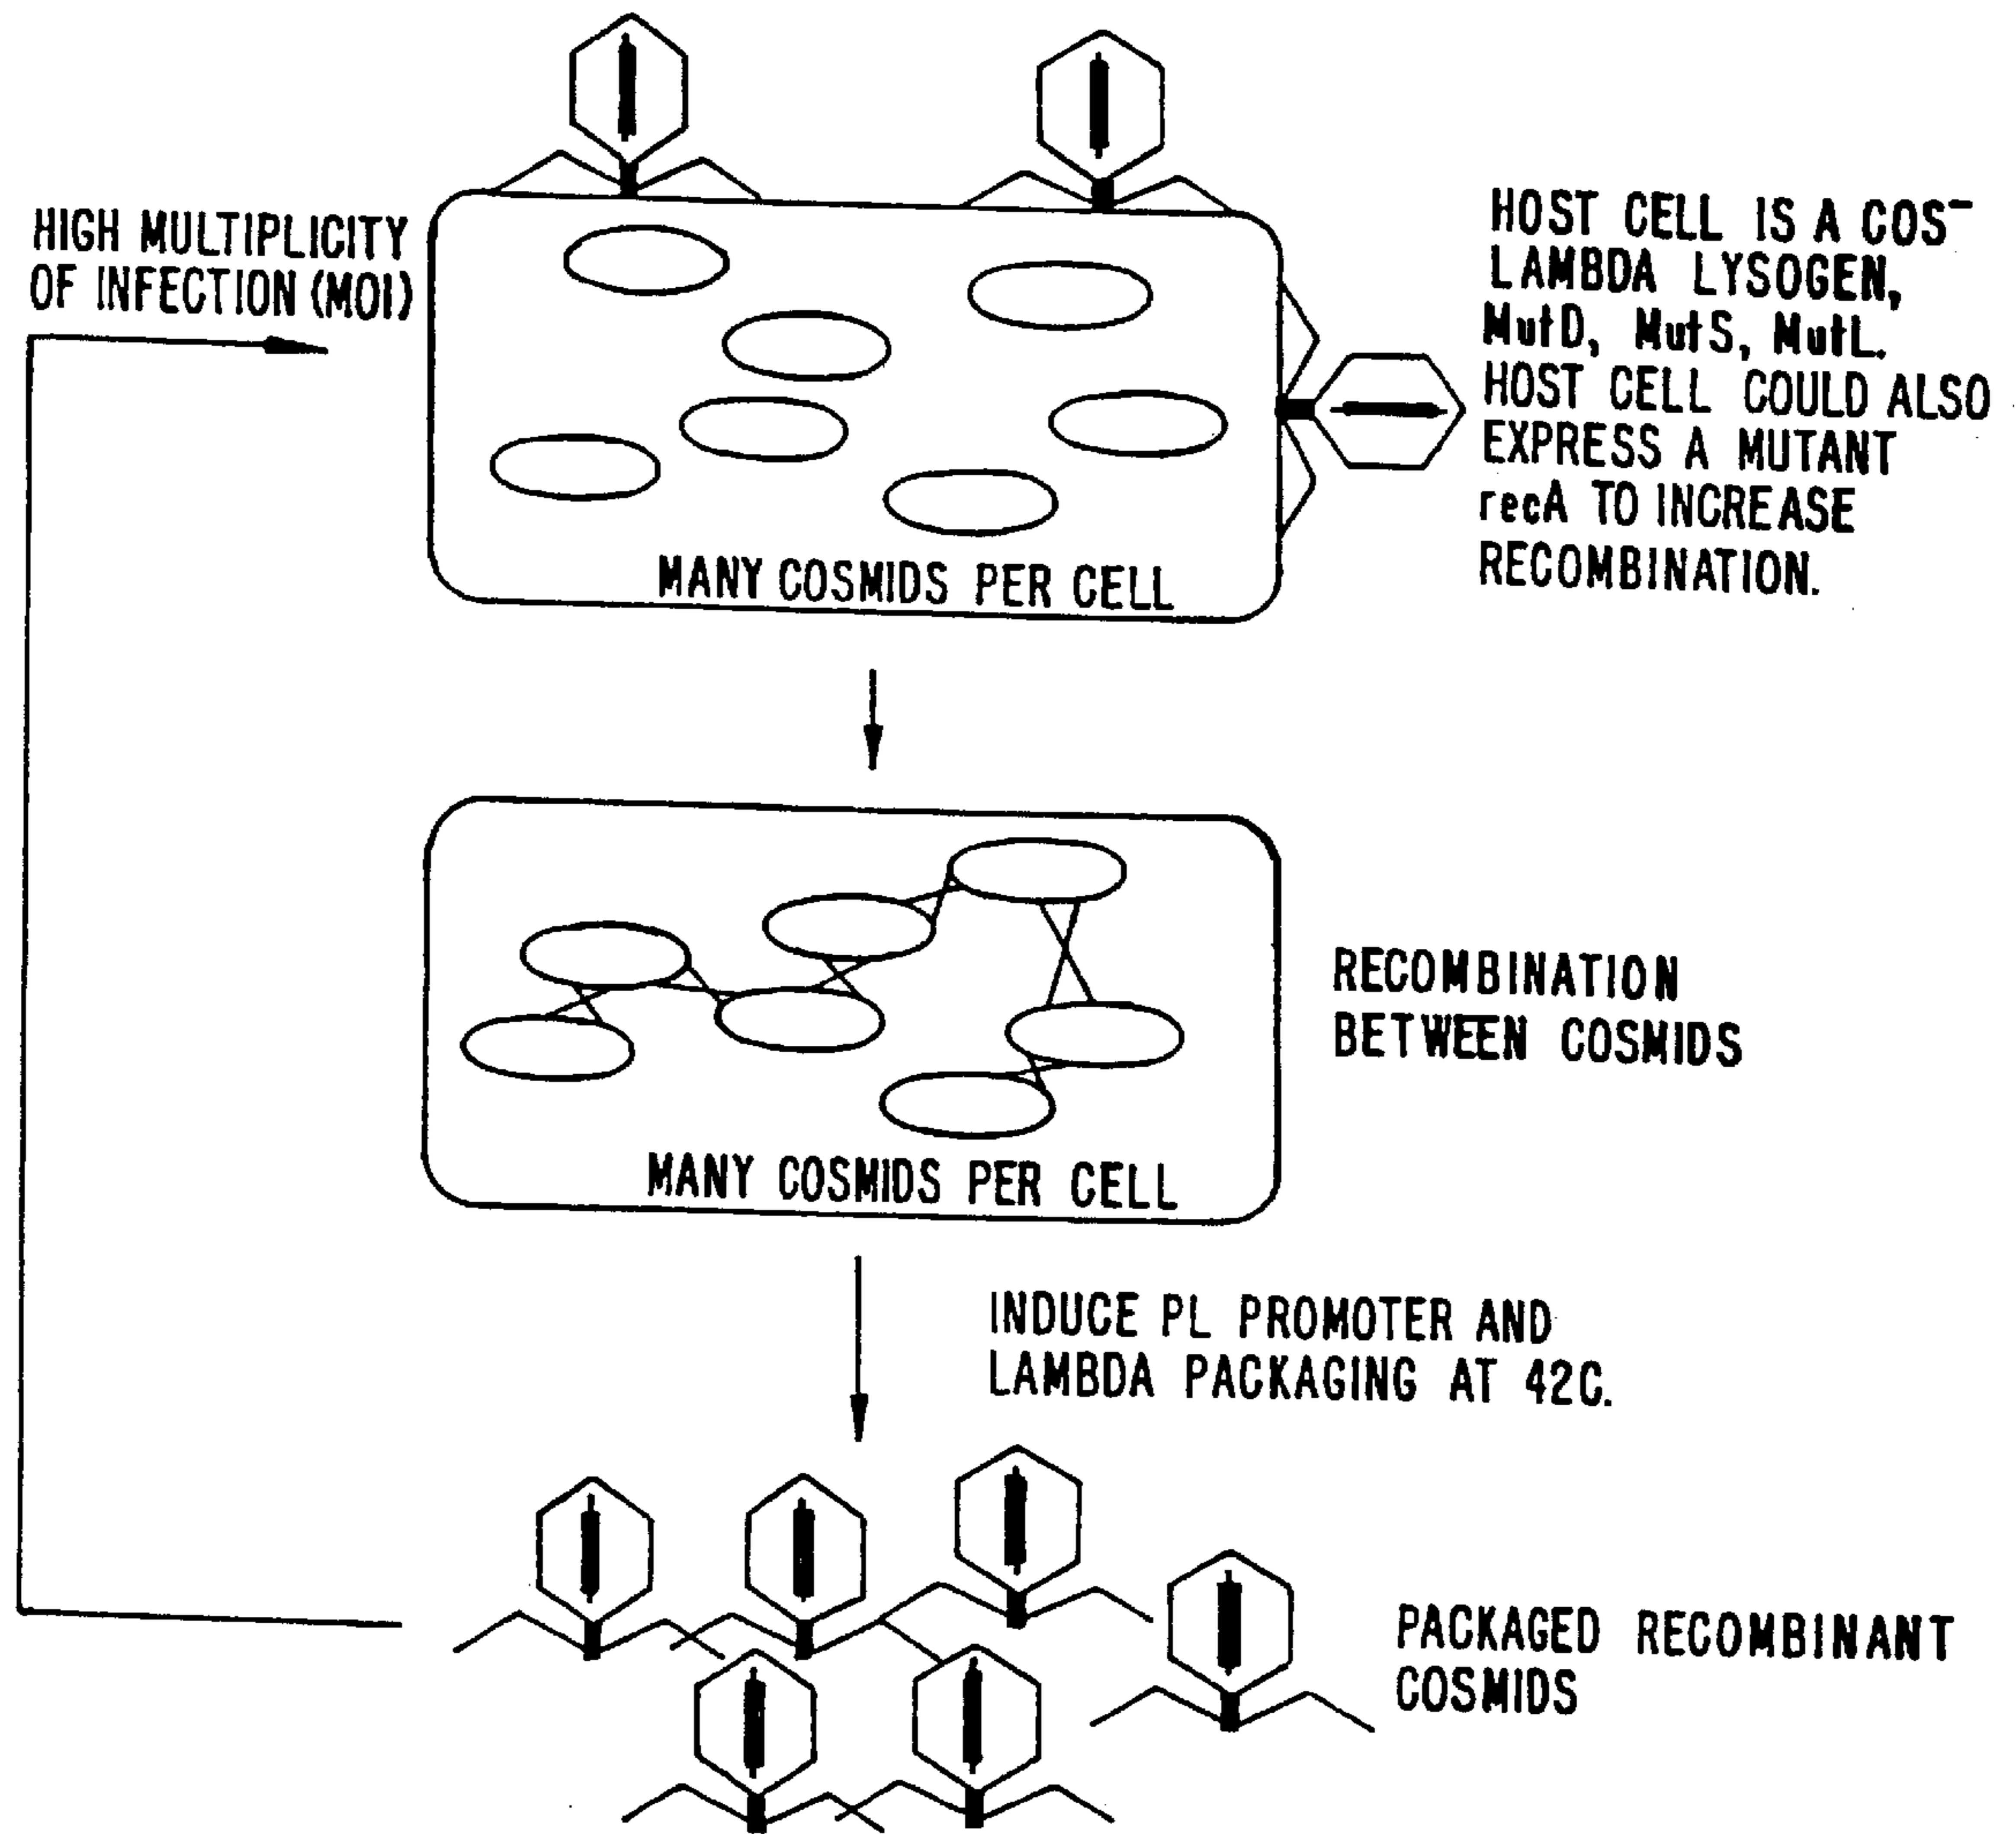 HIGH MULTIPLICITY
OF INFECTION (MOI)
HOST CELL IS A COS⁻
LAMBDA LYSOGEN,
MutD, MutS, MutL.
HOST CELL COULD ALSO
EXPRESS A MUTANT
recA TO INCREASE
RECOMBINATION.
MANY COSMIDS PER CELL
RECOMBINATION
BETWEEN COSMIDS
MANY COSMIDS PER CELL
INDUCE PL PROMOTER AND
LAMBDA PACKAGING AT 42C.
PACKAGED RECOMBINANT
COSMIDS